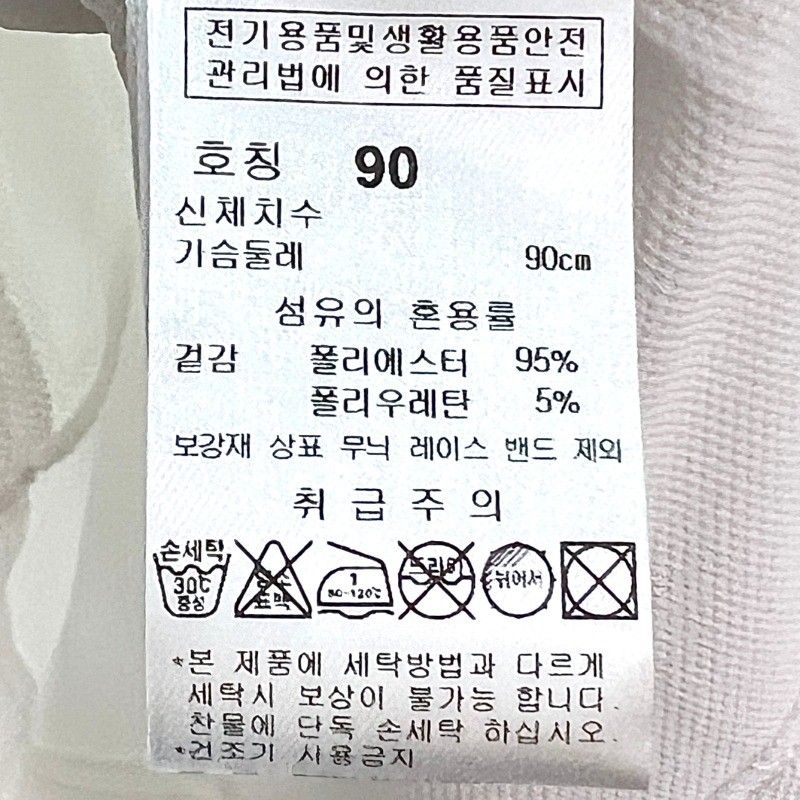 전기용품및생활용품안전
관리법에 의한 품질표시
호칭 90
신체치수
가슴둘레 90cm
섬유의 혼용률
겉감 폴리에스터 95%
폴리우레탄 5%
보강재 상표 무늬 레이스 밴드 제외
취급주의
손세탁
30℃
중성
염소
표백
1
80~120℃
드라이
뉘어서
*본 제품에 세탁방법과 다르게
세탁시 보상이 불가능 합니다.
찬물에 단독 손세탁 하십시오.
*건조기 사용금지